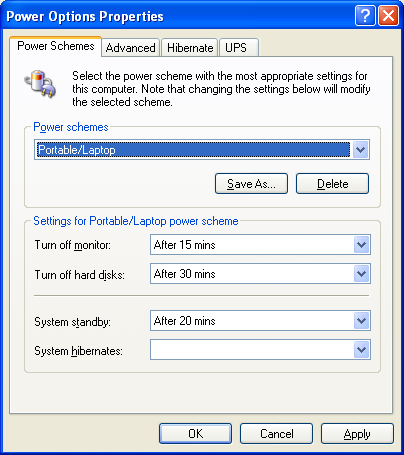 Power Options Properties
Power Schemes Advanced Hibernate UPS
Select the power scheme with the most appropriate settings for
this computer. Note that changing the settings below will modify
the selected scheme.
Power schemes
Portable/Laptop
Save As... Delete
Settings for Portable/Laptop power scheme
Turn off monitor: After 15 mins
Turn off hard disks: After 30 mins
System standby: After 20 mins
System hibernates:
OK Cancel Apply